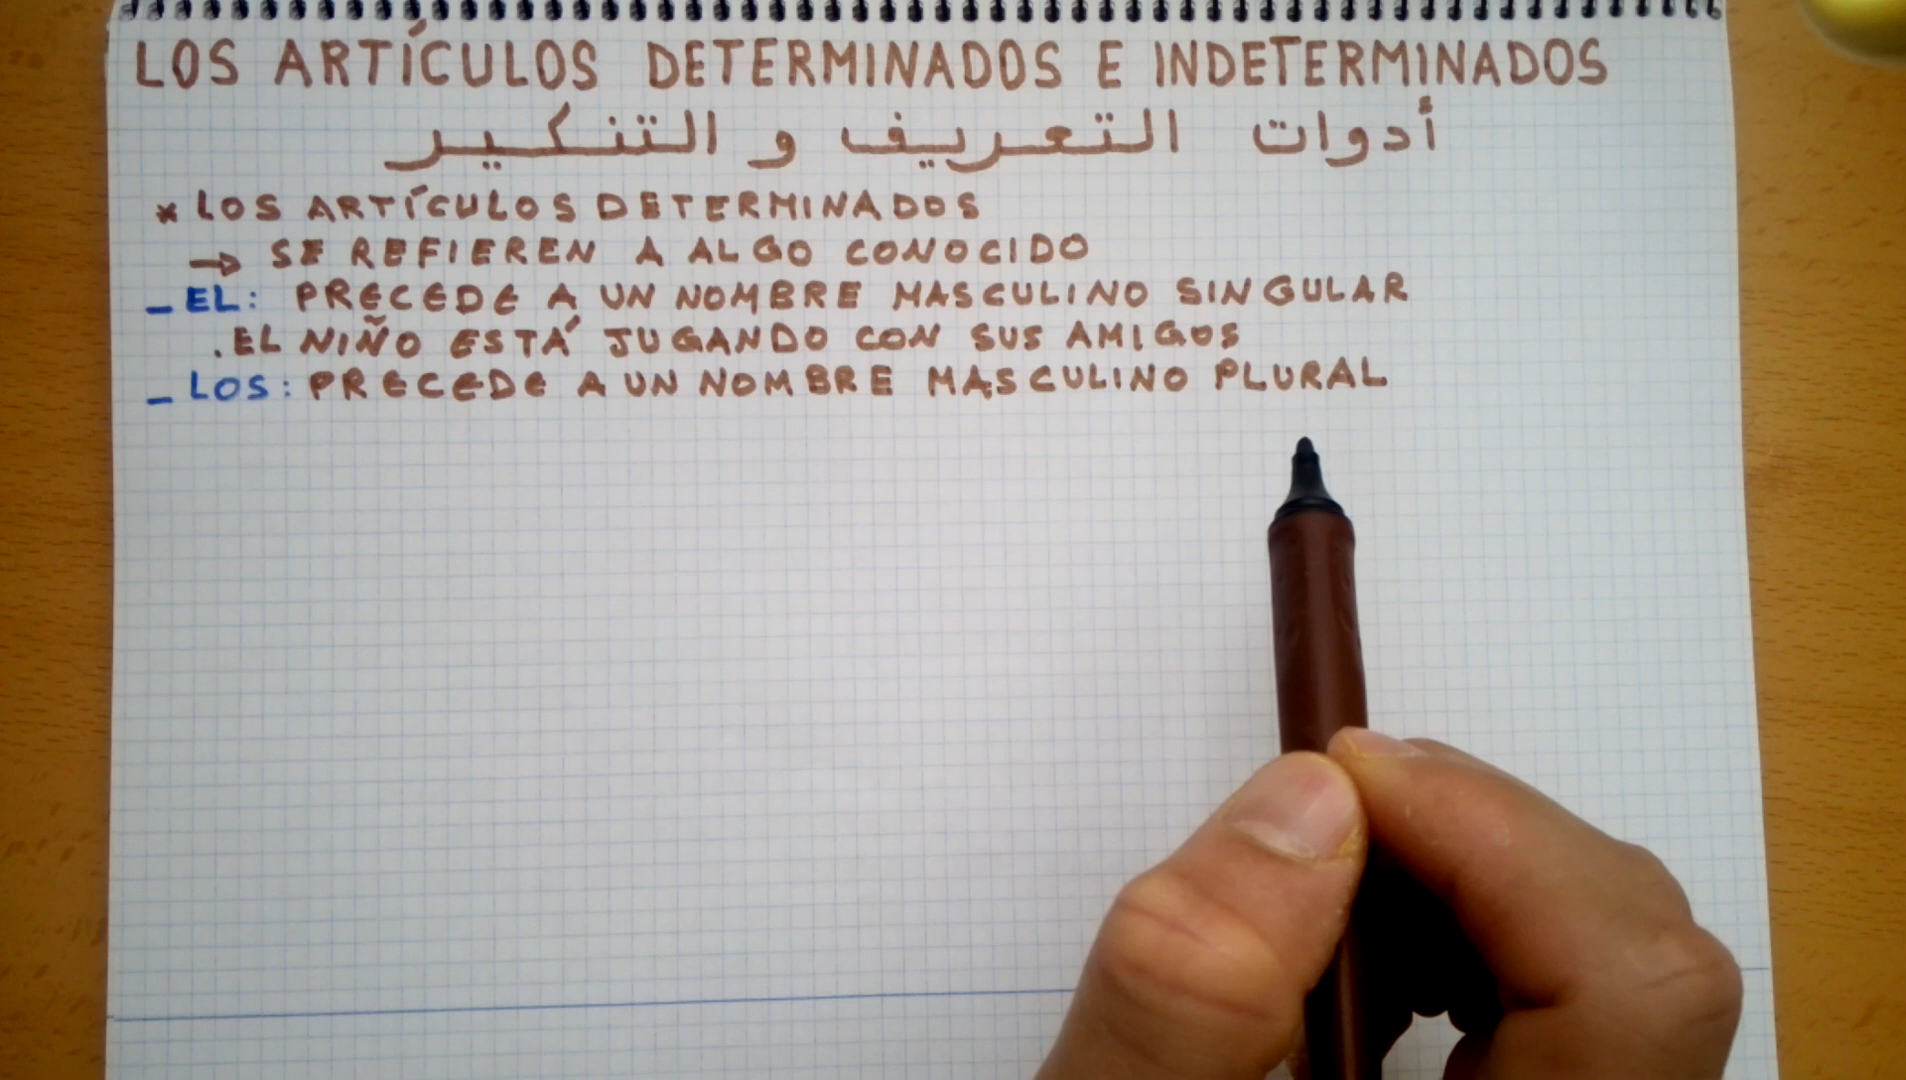 LOS ARTÍCULOS DETERMINADOS E INDETERMINADOS
أدوات التعريف و التنكير
* LOS ARTÍCULOS DETERMINADOS
→ SE REFIEREN A ALGO CONOCIDO
_ EL: PRECEDE A UN NOMBRE MASCULINO SINGULAR
. EL NIÑO ESTÁ JUGANDO CON SUS AMIGOS
_ LOS: PRECEDE A UN NOMBRE MASCULINO PLURAL